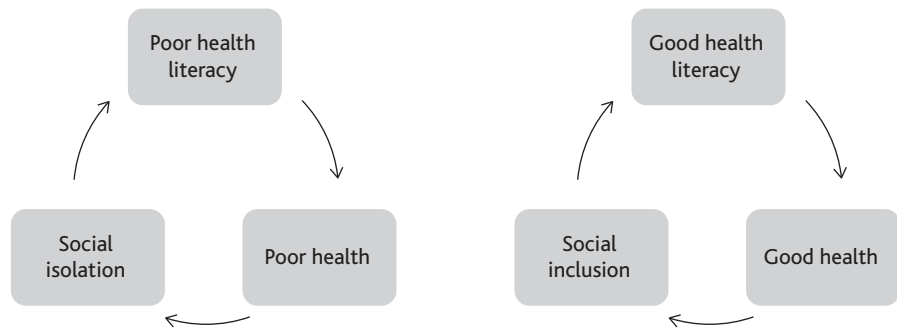 Poor health
literacy
Social
isolation
Poor health
Good health
literacy
Social
inclusion
Good health